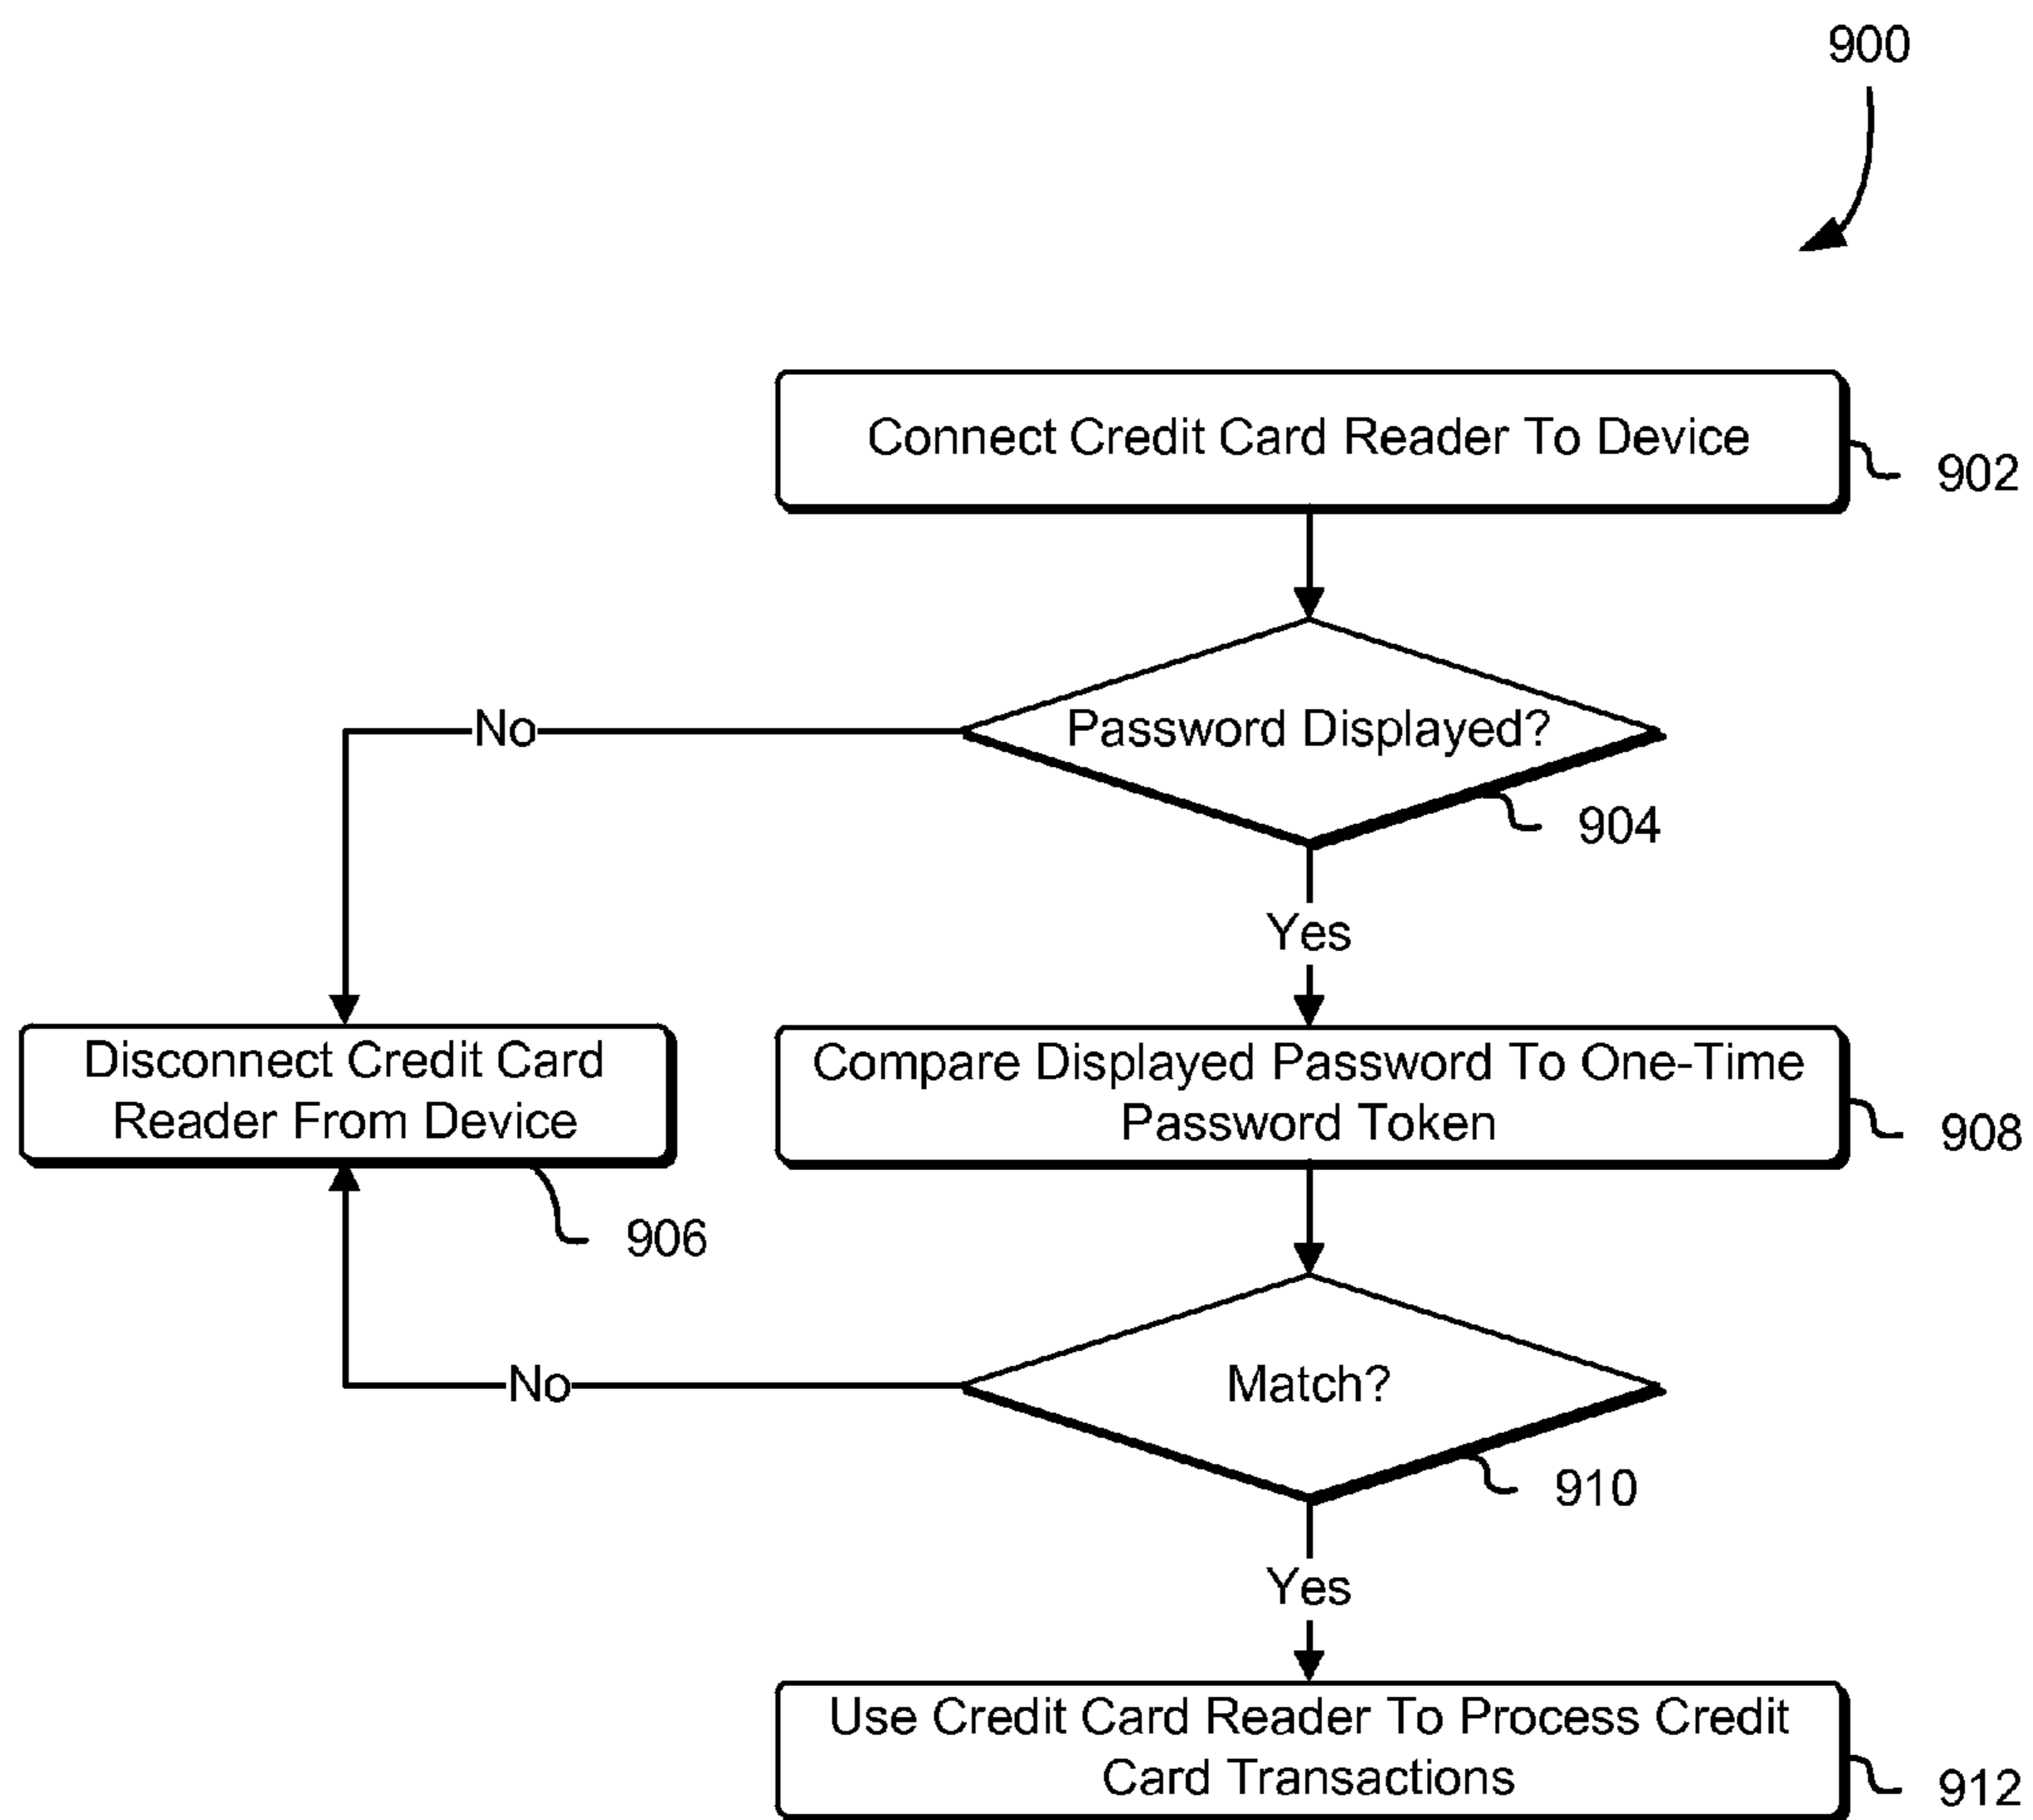 900
Connect Credit Card Reader To Device
902
Password Displayed?
No
904
Yes
Disconnect Credit Card
Reader From Device
906
Compare Displayed Password To One-Time
Password Token
908
Match?
No
910
Yes
Use Credit Card Reader To Process Credit
Card Transactions
912